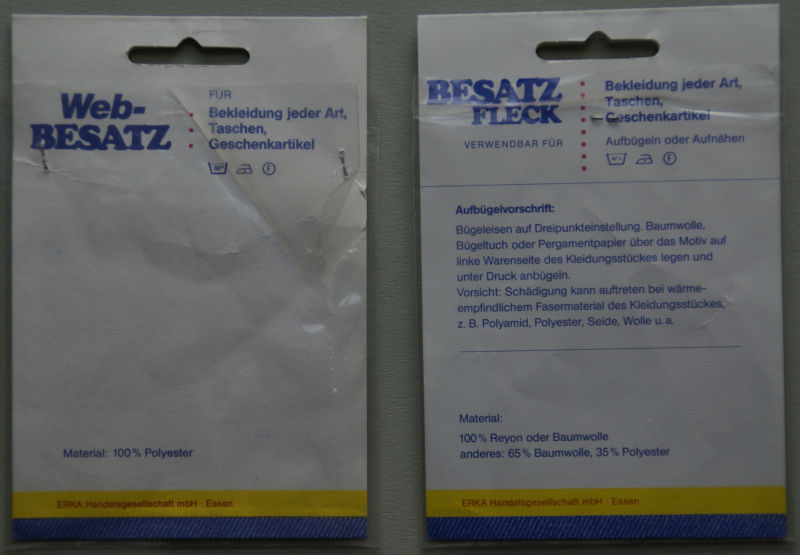 Web-
BESATZ
FÜR
Bekleidung jeder Art,
Taschen,
Geschenkartikel
Material: 100% Polyester
ERKA Handelsgesellschaft mbH · Essen
BESATZ
FLECK
VERWENDBAR FÜR
Bekleidung jeder Art,
Taschen,
Geschenkartikel
Aufbügeln oder Aufnähen
Aufbügelvorschrift:
Bügeleisen auf Dreipunkteinstellung. Baumwolle,
Bügeltuch oder Pergamentpapier über das Motiv auf
linke Warenseite des Kleidungsstückes legen und
unter Druck anbügeln.
Vorsicht: Schädigung kann auftreten bei wärme-
empfindlichem Fasermaterial des Kleidungsstückes,
z. B. Polyamid, Polyester, Seide, Wolle u. a.
Material:
100% Reyon oder Baumwolle
anderes: 65% Baumwolle, 35% Polyester
ERKA Handelsgesellschaft mbH · Essen